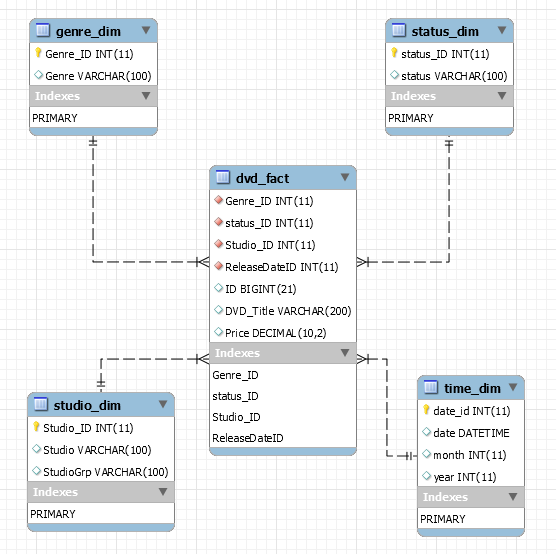 genre_dim
Genre_ID INT(11)
Genre VARCHAR(100)
Indexes
PRIMARY
status_dim
status_ID INT(11)
status VARCHAR(100)
Indexes
PRIMARY
dvd_fact
Genre_ID INT(11)
status_ID INT(11)
Studio_ID INT(11)
ReleaseDateID INT(11)
ID BIGINT(21)
DVD_Title VARCHAR(200)
Price DECIMAL(10,2)
Indexes
Genre_ID
status_ID
Studio_ID
ReleaseDateID
studio_dim
Studio_ID INT(11)
Studio VARCHAR(100)
StudioGrp VARCHAR(100)
Indexes
PRIMARY
time_dim
date_id INT(11)
date DATETIME
month INT(11)
year INT(11)
Indexes
PRIMARY